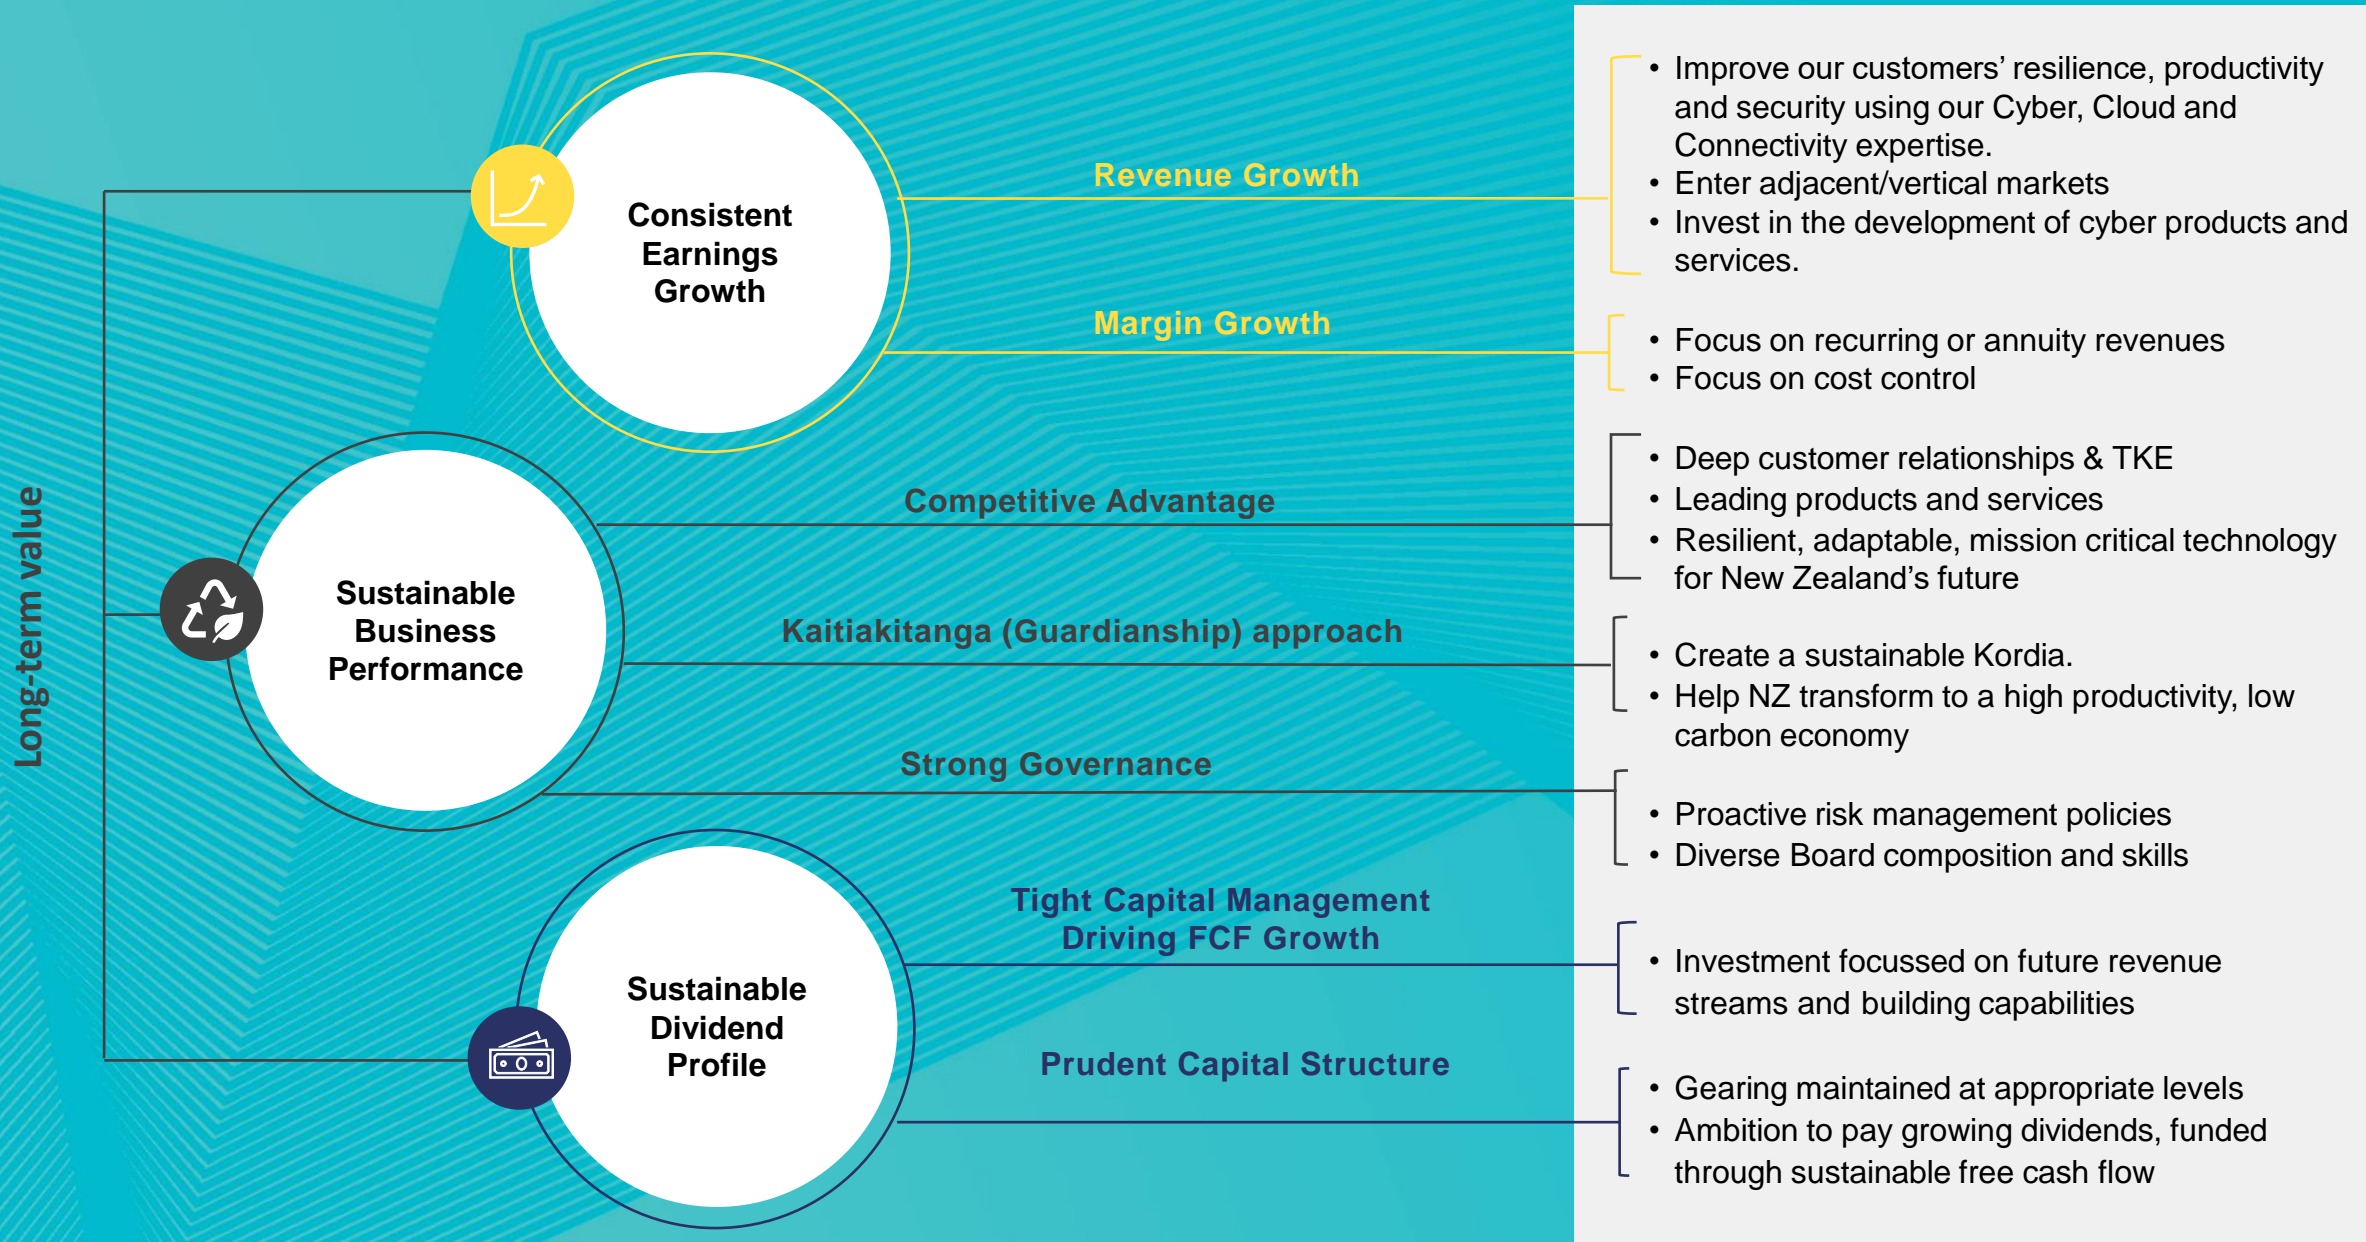 Long-term value
Consistent
Earnings
Growth
Revenue Growth
• Improve our customers’ resilience, productivity
and security using our Cyber, Cloud and
Connectivity expertise.
• Enter adjacent/vertical markets
• Invest in the development of cyber products and
services.
Margin Growth
• Focus on recurring or annuity revenues
• Focus on cost control
Sustainable
Business
Performance
Competitive Advantage
• Deep customer relationships & TKE
• Leading products and services
• Resilient, adaptable, mission critical technology
for New Zealand’s future
Kaitiakitanga (Guardianship) approach
• Create a sustainable Kordia.
• Help NZ transform to a high productivity, low
carbon economy
Strong Governance
• Proactive risk management policies
• Diverse Board composition and skills
Sustainable
Dividend
Profile
Tight Capital Management
Driving FCF Growth
• Investment focussed on future revenue
streams and building capabilities
Prudent Capital Structure
• Gearing maintained at appropriate levels
• Ambition to pay growing dividends, funded
through sustainable free cash flow